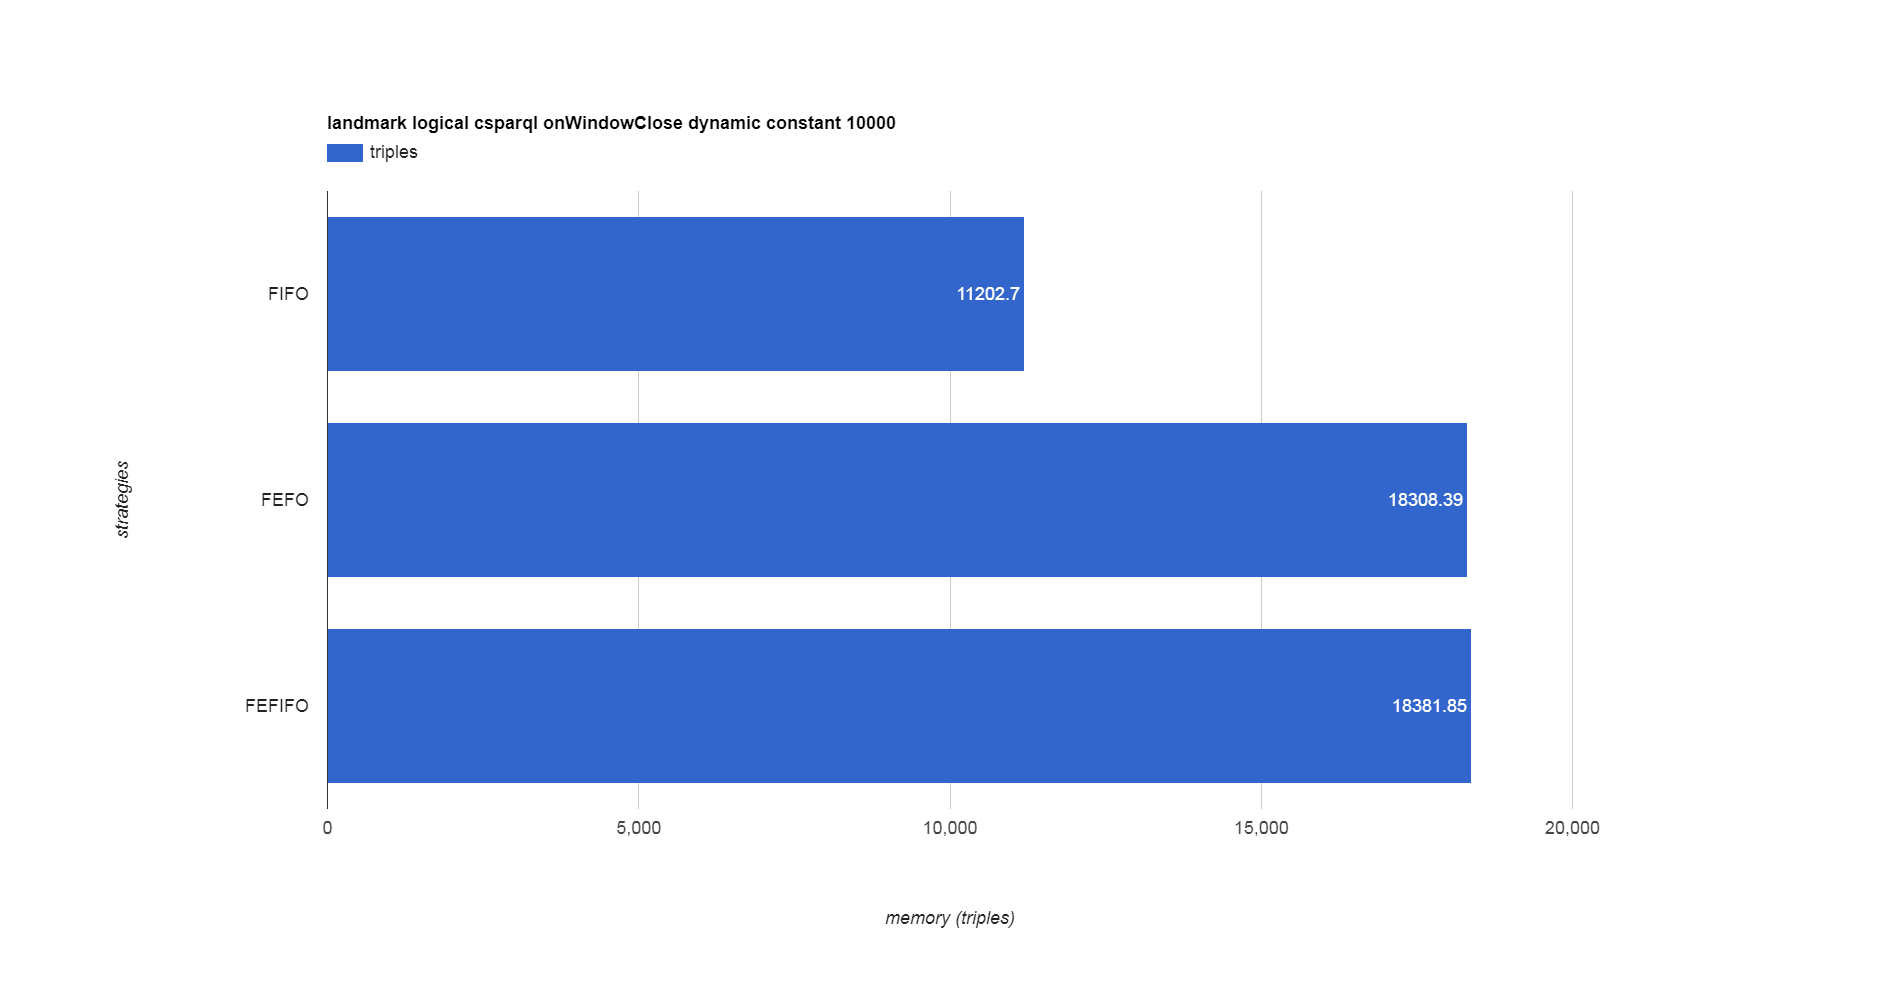 landmark logical csparql onWindowClose dynamic constant 10000
triples
FIFO
11202.7
FEFO
18308.39
strategies
FEFIFO
18381.85
0 5,000 10,000 15,000 20,000
memory (triples)